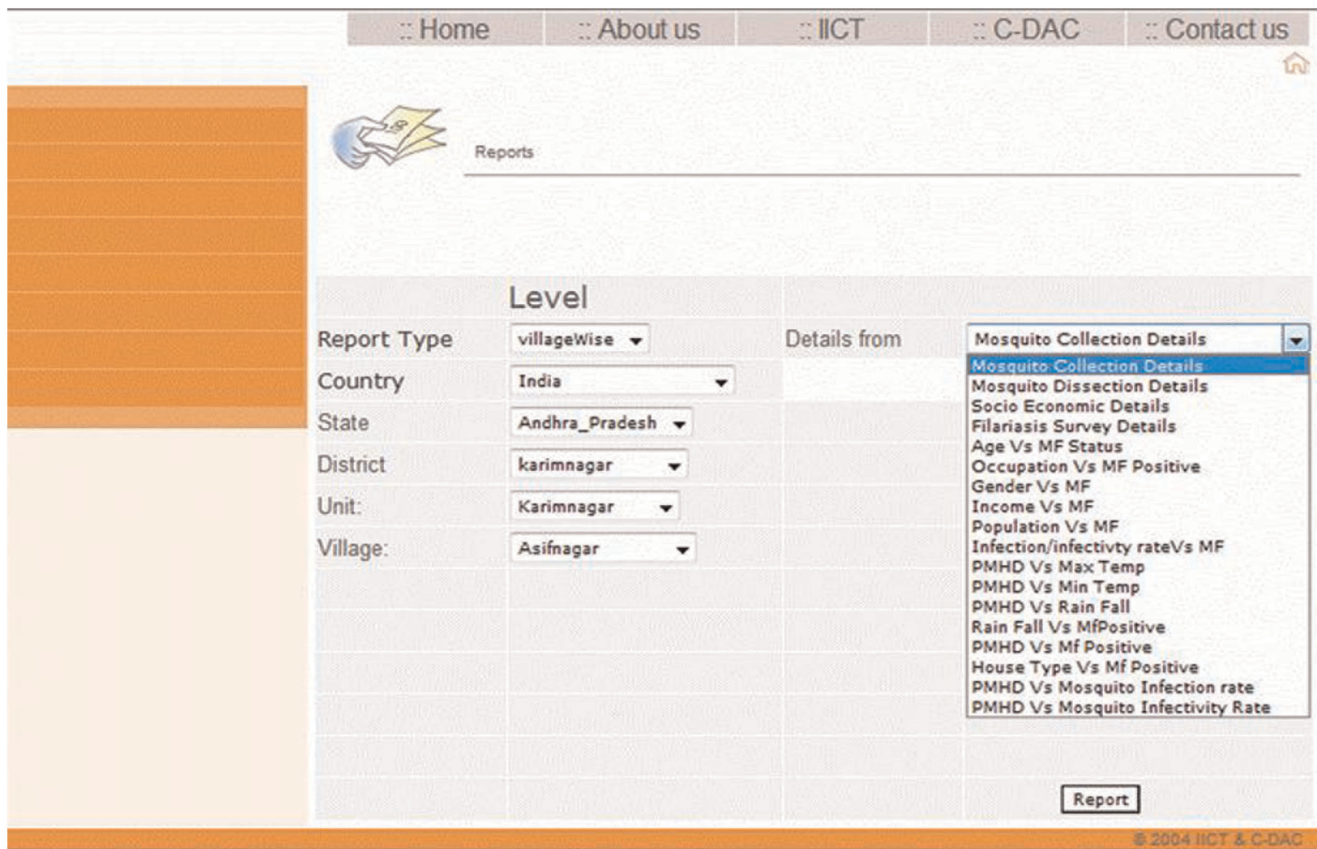 :: Home :: About us :: IICT :: C-DAC :: Contact us
Reports
Level
Report Type villageWise Details from Mosquito Collection Details
Country India
State Andhra_Pradesh
District karimnagar
Unit: Karimnagar
Village: Asifnagar
Mosquito Collection Details
Mosquito Dissection Details
Socio Economic Details
Filariasis Survey Details
Age Vs MF Status
Occupation Vs MF Positive
Gender Vs MF
Income Vs MF
Population Vs MF
Infection/infectivty rateVs MF
PMHD Vs Max Temp
PMHD Vs Min Temp
PMHD Vs Rain Fall
Rain Fall Vs MfPositive
PMHD Vs Mf Positive
House Type Vs Mf Positive
PMHD Vs Mosquito Infection rate
PMHD Vs Mosquito Infectivity Rate
Report
© 2004 IICT & C-DAC